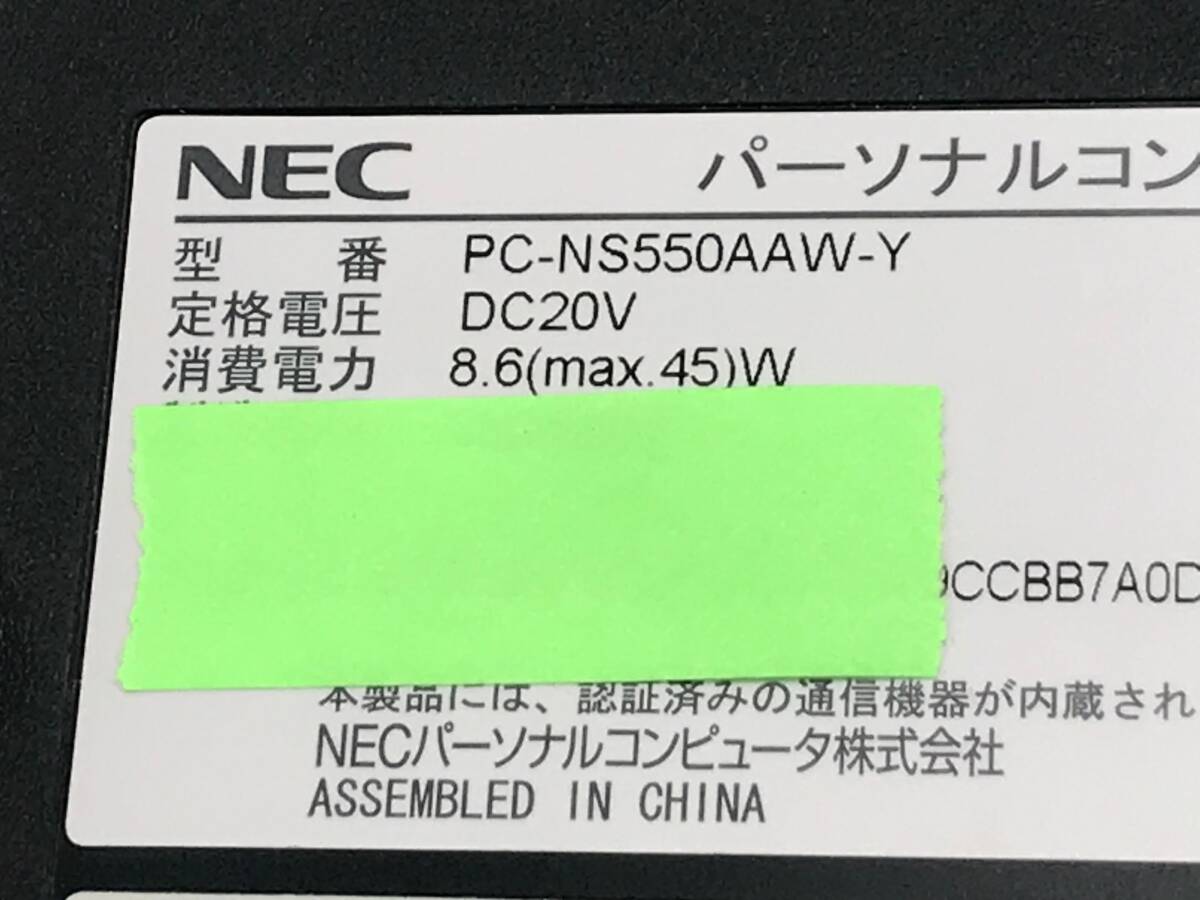 NEC パーソナルコン
型番 PC-NS550AAW-Y
定格電圧 DC20V
消費電力 8.6(max.45)W
9CCBB7A0D
本製品には、認証済みの通信機器が内蔵され
NECパーソナルコンピュータ株式会社
ASSEMBLED IN CHINA